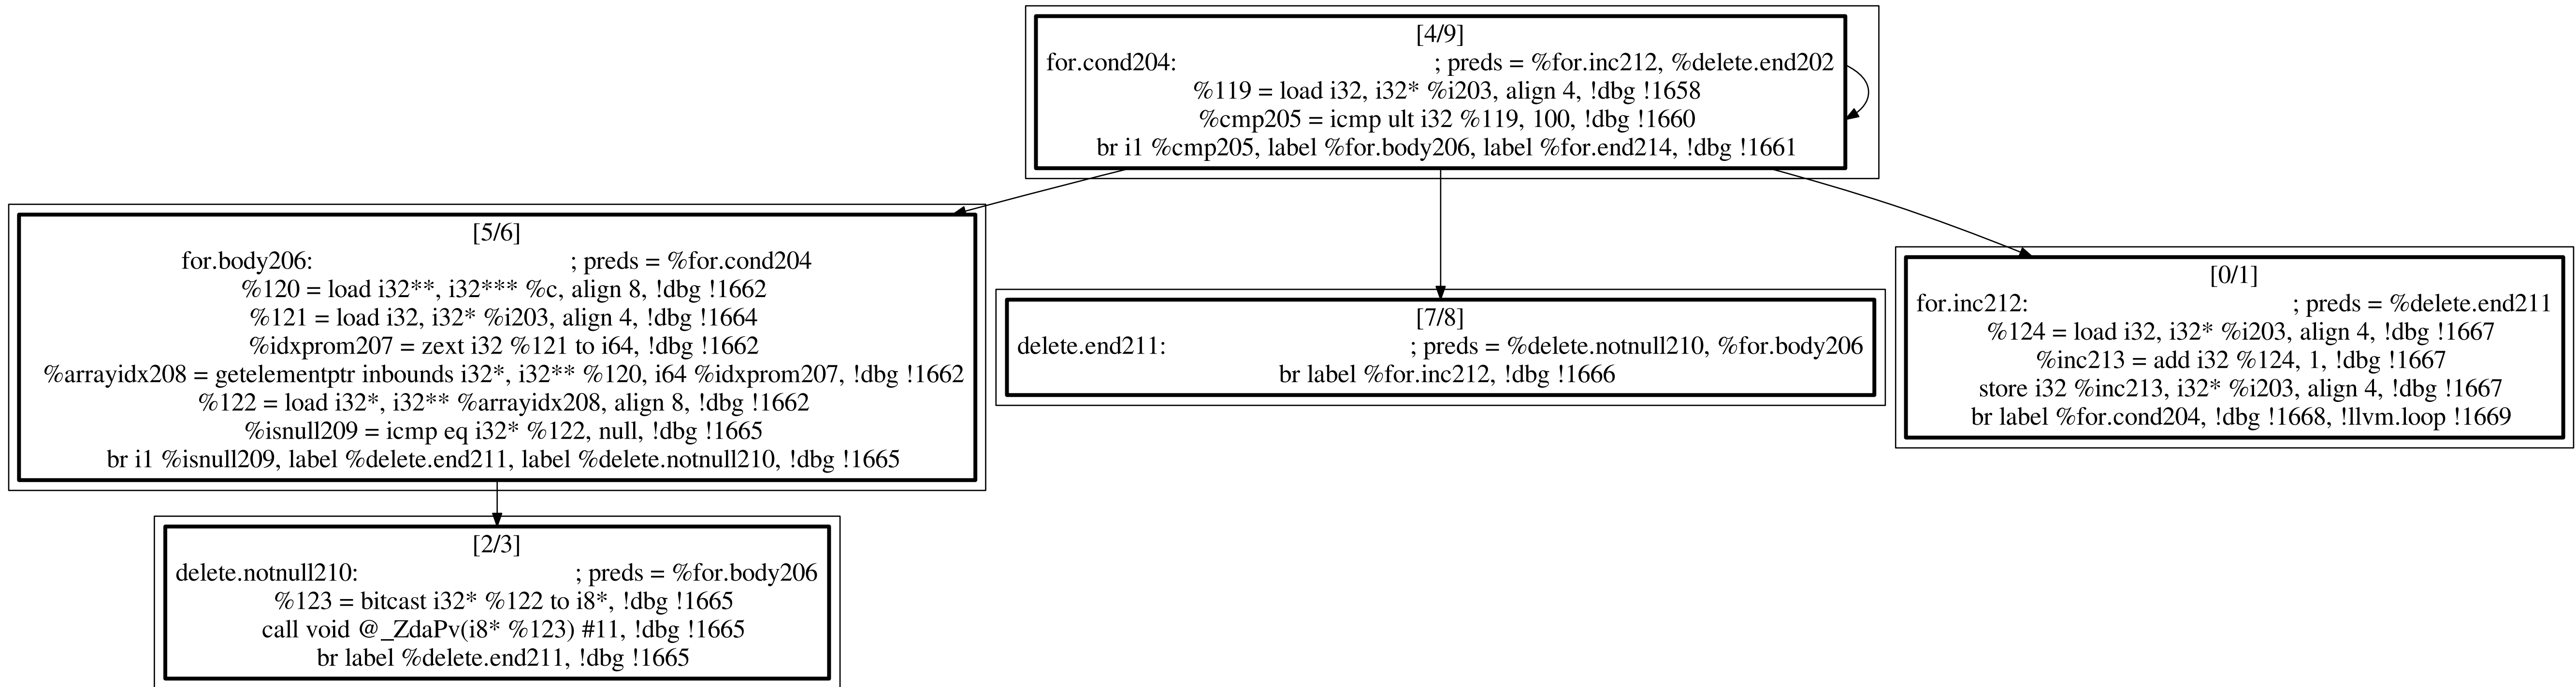 [4/9]
for.cond204: ; preds = %for.inc212, %delete.end202
%119 = load i32, i32* %i203, align 4, !dbg !1658
%cmp205 = icmp ult i32 %119, 100, !dbg !1660
br i1 %cmp205, label %for.body206, label %for.end214, !dbg !1661
[5/6]
for.body206: ; preds = %for.cond204
%120 = load i32**, i32*** %c, align 8, !dbg !1662
%121 = load i32, i32* %i203, align 4, !dbg !1664
%idxprom207 = zext i32 %121 to i64, !dbg !1662
%arrayidx208 = getelementptr inbounds i32*, i32** %120, i64 %idxprom207, !dbg !1662
%122 = load i32*, i32** %arrayidx208, align 8, !dbg !1662
%isnull209 = icmp eq i32* %122, null, !dbg !1665
br i1 %isnull209, label %delete.end211, label %delete.notnull210, !dbg !1665
[7/8]
delete.end211: ; preds = %delete.notnull210, %for.body206
br label %for.inc212, !dbg !1666
[0/1]
for.inc212: ; preds = %delete.end211
%124 = load i32, i32* %i203, align 4, !dbg !1667
%inc213 = add i32 %124, 1, !dbg !1667
store i32 %inc213, i32* %i203, align 4, !dbg !1667
br label %for.cond204, !dbg !1668, !llvm.loop !1669
[2/3]
delete.notnull210: ; preds = %for.body206
%123 = bitcast i32* %122 to i8*, !dbg !1665
call void @_ZdaPv(i8* %123) #11, !dbg !1665
br label %delete.end211, !dbg !1665